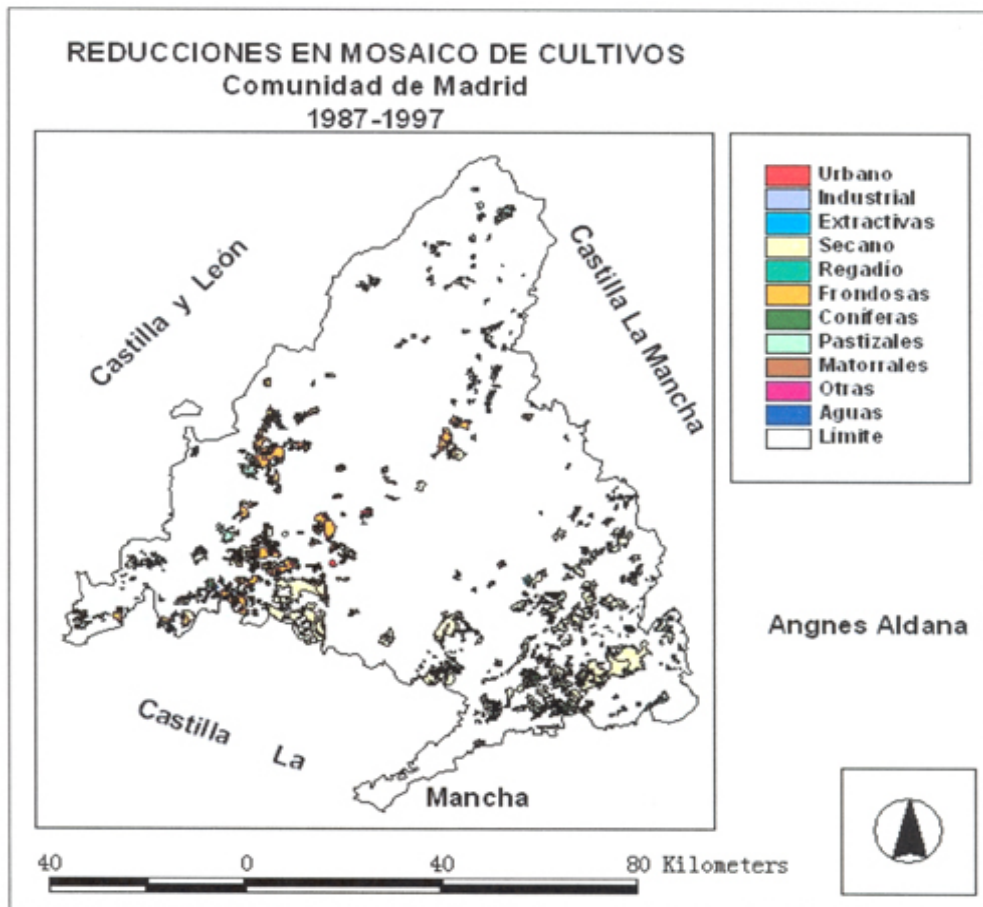 REDUCCIONES EN MOSAICO DE CULTIVOS
Comunidad de Madrid
1987-1997
Castilla y León
Castilla La Mancha
Urbano
Industrial
Extractivas
Secano
Regadío
Frondosas
Coníferas
Pastizales
Matorrales
Otras
Aguas
Límite
Angnes Aldana
Castilla La
Mancha
40 0 40 80 Kilometers